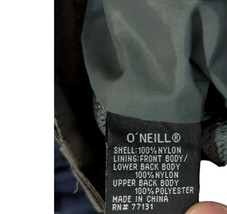 O'NEILL®
SHELL: 100% NYLON
LINING: FRONT BODY/
LOWER BACK BODY
100% NYLON
UPPER BACK BODY
100% POLYESTER
MADE IN CHINA
RN# 77131